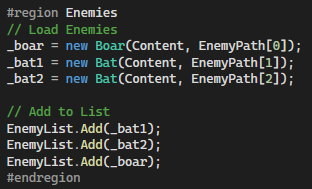 #region Enemies
// Load Enemies
_boar = new Boar(Content, EnemyPath[0]);
_bat1 = new Bat(Content, EnemyPath[1]);
_bat2 = new Bat(Content, EnemyPath[2]);

// Add to List
EnemyList.Add(_bat1);
EnemyList.Add(_bat2);
EnemyList.Add(_boar);
#endregion